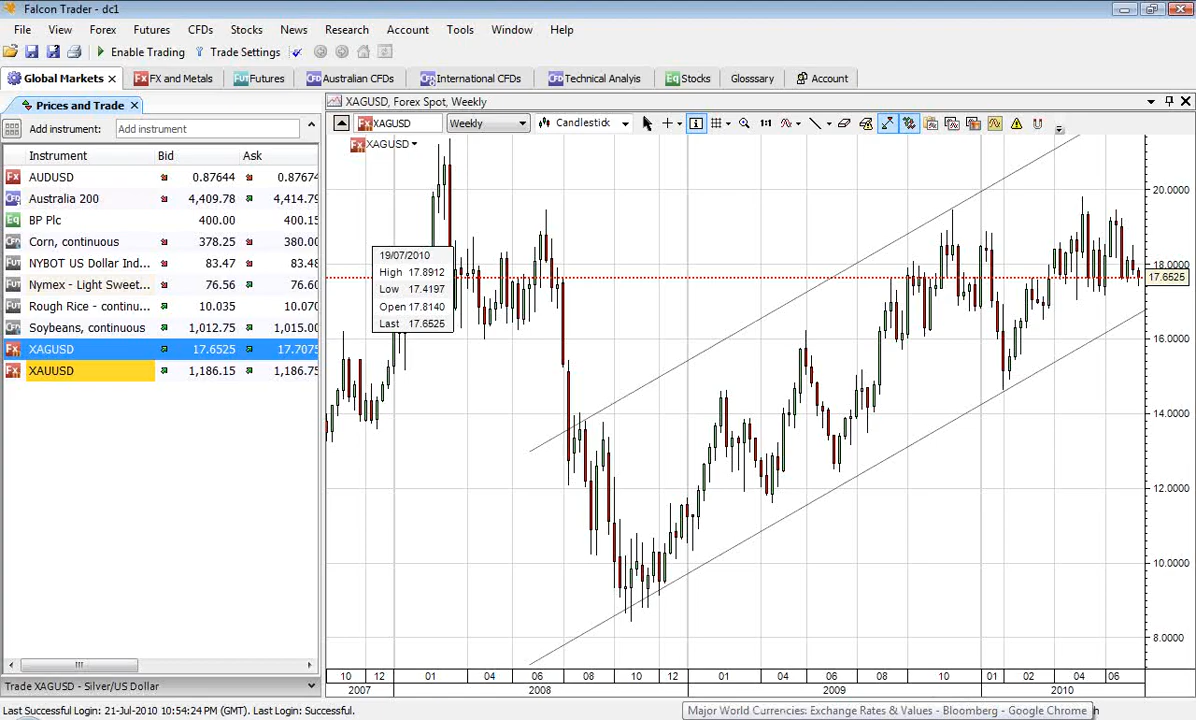 Falcon Trader - dc1
File View Forex Futures CFDs Stocks News Research Account Tools Window Help
Enable Trading Trade Settings
Global Markets FX and Metals Futures Australian CFDs International CFDs Technical Analyis Stocks Glosssary Account
Prices and Trade
Add instrument: Add instrument
Instrument Bid Ask
AUDUSD 0.87644 0.87674
Australia 200 4,409.78 4,414.79
BP Plc 400.00 400.15
Corn, continuous 378.25 380.00
NYBOT US Dollar Ind... 83.47 83.48
Nymex - Light Sweet... 76.56 76.60
Rough Rice - continu... 10.035 10.070
Soybeans, continuous 1,012.75 1,015.00
XAGUSD 17.6525 17.7075
XAUUSD 1,186.15 1,186.75
Trade XAGUSD - Silver/US Dollar
XAGUSD, Forex Spot, Weekly
XAGUSD Weekly Candlestick 1:1
XAGUSD
19/07/2010
High 17.8912
Low 17.4197
Open 17.8140
Last 17.6525
20.0000
18.0000
17.6525
16.0000
14.0000
12.0000
10.0000
8.0000
10 12 01 04 06 08 10 12 01 04 06 08 10 01 02 04 06
2007 2008 2009 2010
Last Successful Login: 21-Jul-2010 10:54:24 PM (GMT). Last Login: Successful.
Major World Currencies: Exchange Rates & Values - Bloomberg - Google Chrome